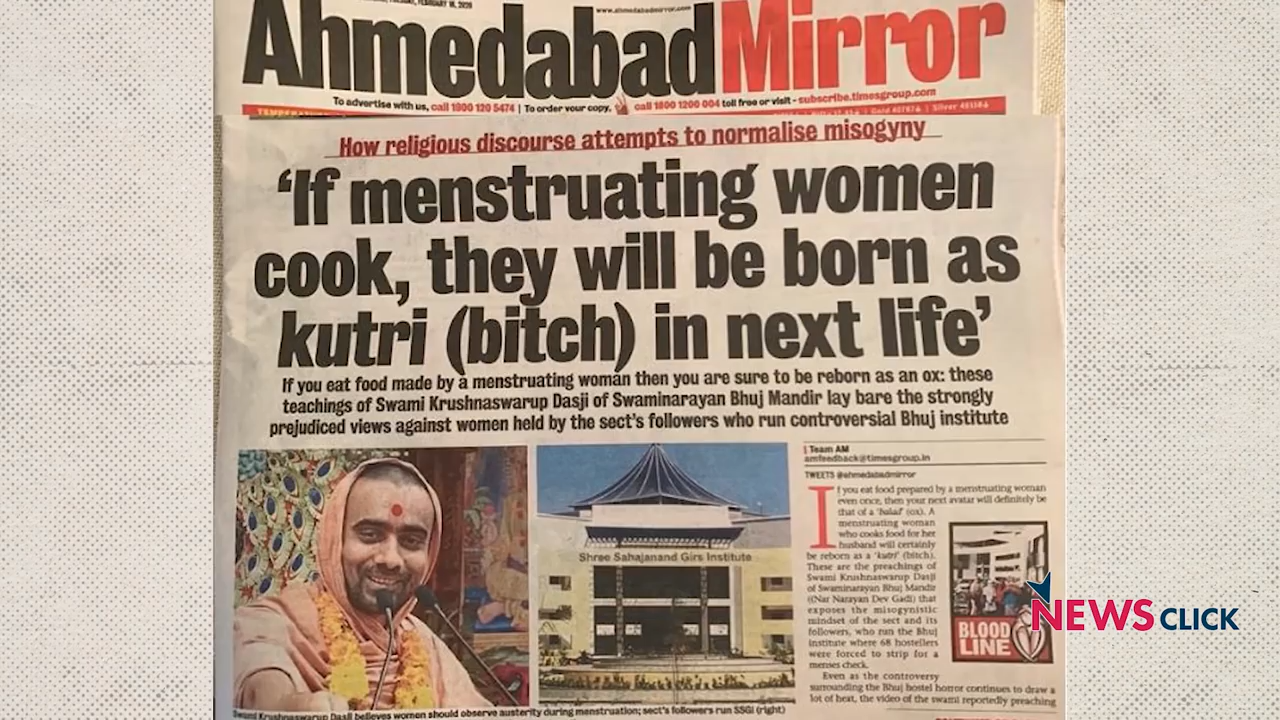 TUESDAY, FEBRUARY 18, 2020
www.ahmedabadmirror.com
Ahmedabad Mirror
To advertise with us, call 1800 120 5474 | To order your copy, call 1800 1200 004 toll free or visit - subscribe.timesgroup.com
How religious discourse attempts to normalise misogyny
‘If menstruating women
cook, they will be born as
kutri (bitch) in next life’
If you eat food made by a menstruating woman then you are sure to be reborn as an ox: these
teachings of Swami Krushnaswarup Dasji of Swaminarayan Bhuj Mandir lay bare the strongly
prejudiced views against women held by the sect’s followers who run controversial Bhuj institute
Shree Sahajanand Girs Institute
Swami Krushnaswarup Dasji believes women should observe austerity during menstruation; sect’s followers run SSGI (right)
Team AM
amfeedback@timesgroup.in
TWEETS @ahmedabadmirror
If you eat food prepared by a menstruating woman
even once, then your next avatar will definitely be
that of a ‘balad’ (ox). A
menstruating woman
who cooks food for her
husband will certainly
be reborn as a ‘kutri’ (bitch).
These are the preachings of
Swami Krushnaswarup Dasji
of Swaminarayan Bhuj Mandir
(Nar Narayan Dev Gadi) that
exposes the misogynistic
mindset of the sect and its
followers, who run the Bhuj
institute where 68 hostellers
were forced to strip for a
menses check.
Even as the controversy
surrounding the Bhuj hostel horror continues to draw a
lot of heat, the video of the swami reportedly preaching
BLOOD
LINE
NEWSCLICK